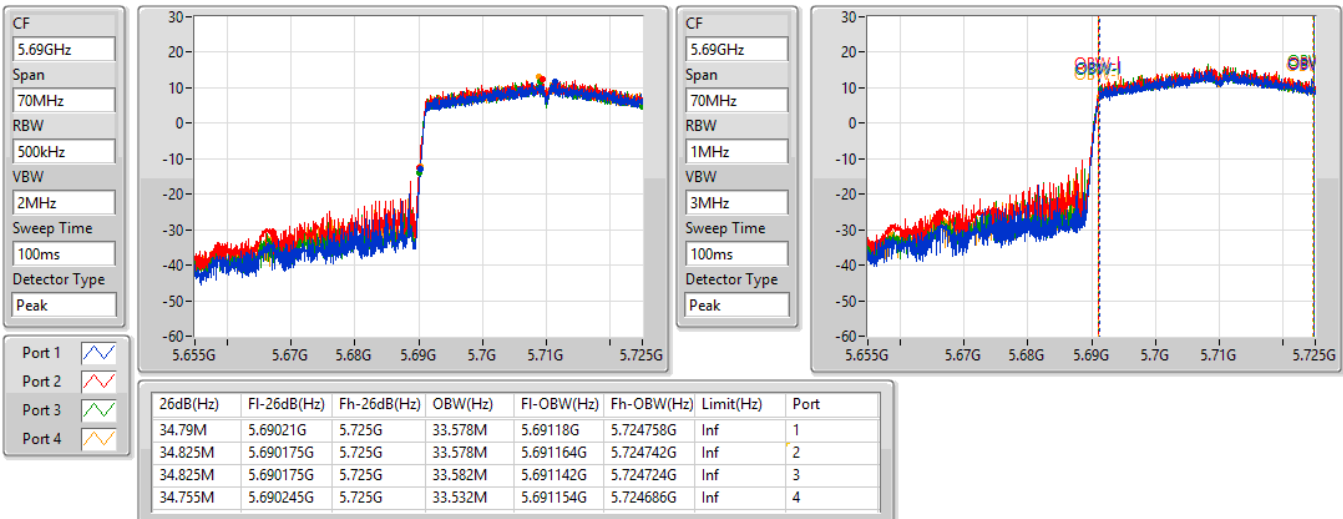 CF
5.69GHz
Span
70MHz
RBW
500kHz
VBW
2MHz
Sweep Time
100ms
Detector Type
Peak
30
20
10
0
-10
-20
-30
-40
-50
-60
5.655G 5.67G 5.68G 5.69G 5.7G 5.71G 5.725G
CF
5.69GHz
Span
70MHz
RBW
1MHz
VBW
3MHz
Sweep Time
100ms
Detector Type
Peak
30
20
10
0
-10
-20
-30
-40
-50
-60
OBW-l
5.655G 5.67G 5.68G 5.69G 5.7G 5.71G 5.725G
Port 1
Port 2
Port 3
Port 4
26dB(Hz) Fl-26dB(Hz) Fh-26dB(Hz) OBW(Hz) Fl-OBW(Hz) Fh-OBW(Hz) Limit(Hz) Port
34.79M 5.69021G 5.725G 33.578M 5.69118G 5.724758G Inf 1
34.825M 5.690175G 5.725G 33.578M 5.691164G 5.724742G Inf 2
34.825M 5.690175G 5.725G 33.582M 5.691142G 5.724724G Inf 3
34.755M 5.690245G 5.725G 33.532M 5.691154G 5.724686G Inf 4